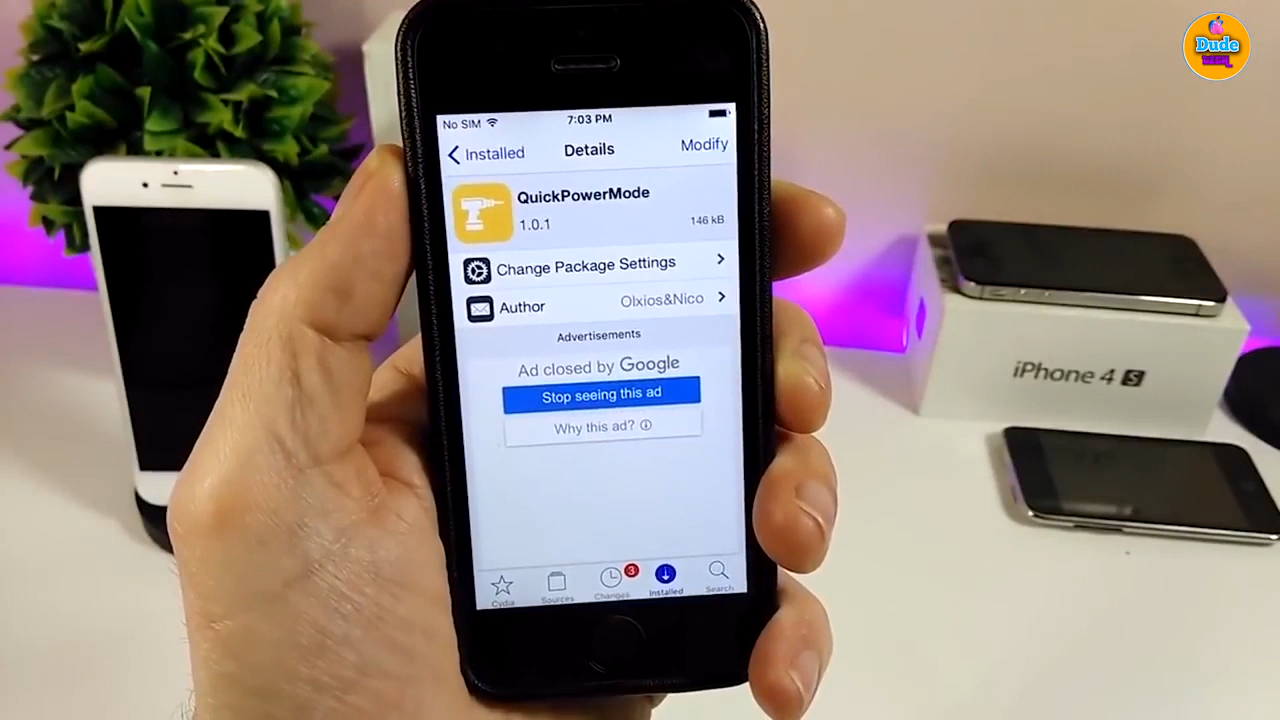 Dude
TECH
No SIM
7:03 PM
Installed
Details
Modify
QuickPowerMode
1.0.1
146 kB
Change Package Settings
Author
Olxios&Nico
Advertisements
Ad closed by Google
Stop seeing this ad
Why this ad?
Cydia
Sources
Changes
3
Installed
Search
iPhone 4S